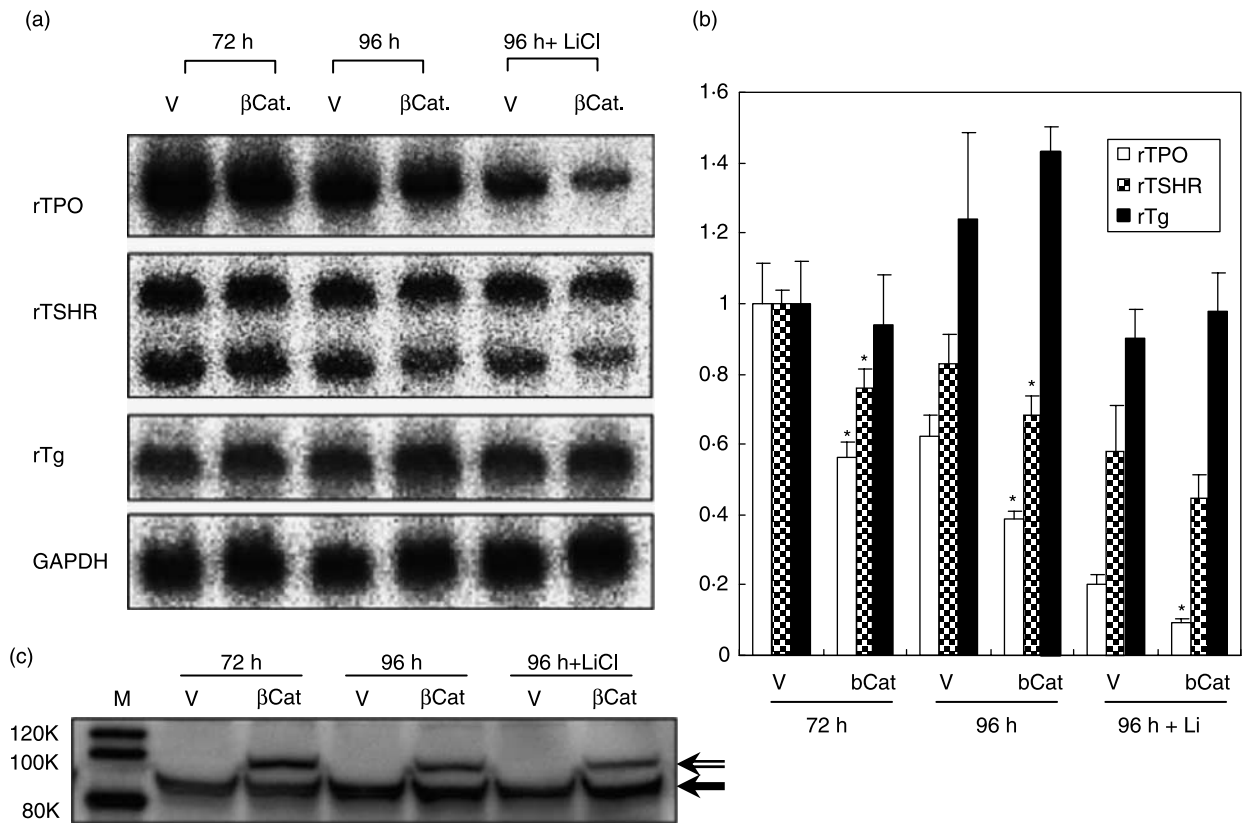 (a)
72 h 96 h 96 h+ LiCl
V βCat. V βCat. V βCat.
rTPO
rTSHR
rTg
GAPDH
(b)
1·6
1·4
1·2
1
0·8
0·6
0·4
0·2
0
rTPO
rTSHR
rTg
* * * * *
V bCat V bCat V bCat
72 h 96 h 96 h + Li
(c)
72 h 96 h 96 h+LiCl
M V βCat V βCat V βCat
120K
100K
80K